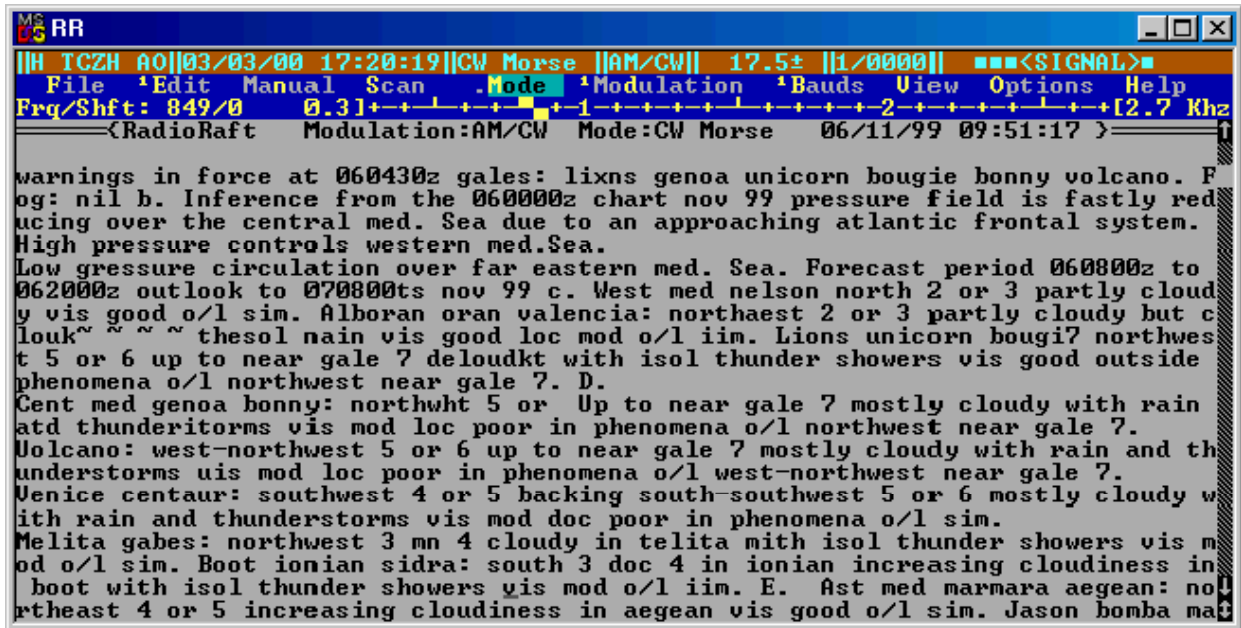 MS DOS RR
||H TCZH AO||03/03/00 17:20:19||CW Morse ||AM/CW|| 17.5± ||1/0000|| ■■■<SIGNAL>■
File ¹Edit Manual Scan .Mode ¹Modulation ¹Bauds View Options Help
Frq/Shft: 849/0 0.3]+-+-┴-+-+-▀▄-+-1-+-+-+-+-┴-+-+-+-+-2-+-+-+-+-┴-+-+[2.7 Khz
════<RadioRaft Modulation:AM/CW Mode:CW Morse 06/11/99 09:51:17 >════
warnings in force at 060430z gales: lixns genoa unicorn bougie bonny volcano. F
og: nil b. Inference from the 060000z chart nov 99 pressure field is fastly red
ucing over the central med. Sea due to an approaching atlantic frontal system.
High pressure controls western med.Sea.
Low gressure circulation over far eastern med. Sea. Forecast period 060800z to
062000z outlook to 070800ts nov 99 c. West med nelson north 2 or 3 partly cloud
y vis good o/l sim. Alboran oran valencia: northaest 2 or 3 partly cloudy but c
louk~ ~ ~ ~ thesol nain vis good loc mod o/l iim. Lions unicorn bougi7 northwes
t 5 or 6 up to near gale 7 deloudkt with isol thunder showers vis good outside
phenomena o/l northwest near gale 7. D.
Cent med genoa bonny: northwht 5 or  Up to near gale 7 mostly cloudy with rain
atd thunderitorms vis mod loc poor in phenomena o/l northwest near gale 7.
Volcano: west-northwest 5 or 6 up to near gale 7 mostly cloudy with rain and th
understorms uis mod loc poor in phenomena o/l west-northwest near gale 7.
Venice centaur: southwest 4 or 5 backing south-southwest 5 or 6 mostly cloudy w
ith rain and thunderstorms vis mod doc poor in phenomena o/l sim.
Melita gabes: northwest 3 mn 4 cloudy in telita mith isol thunder showers vis m
od o/l sim. Boot ionian sidra: south 3 doc 4 in ionian increasing cloudiness in
boot with isol thunder showers vis mod o/l iim. E.  Ast med marmara aegean: no
rtheast 4 or 5 increasing cloudiness in aegean vis good o/l sim. Jason bomba ma